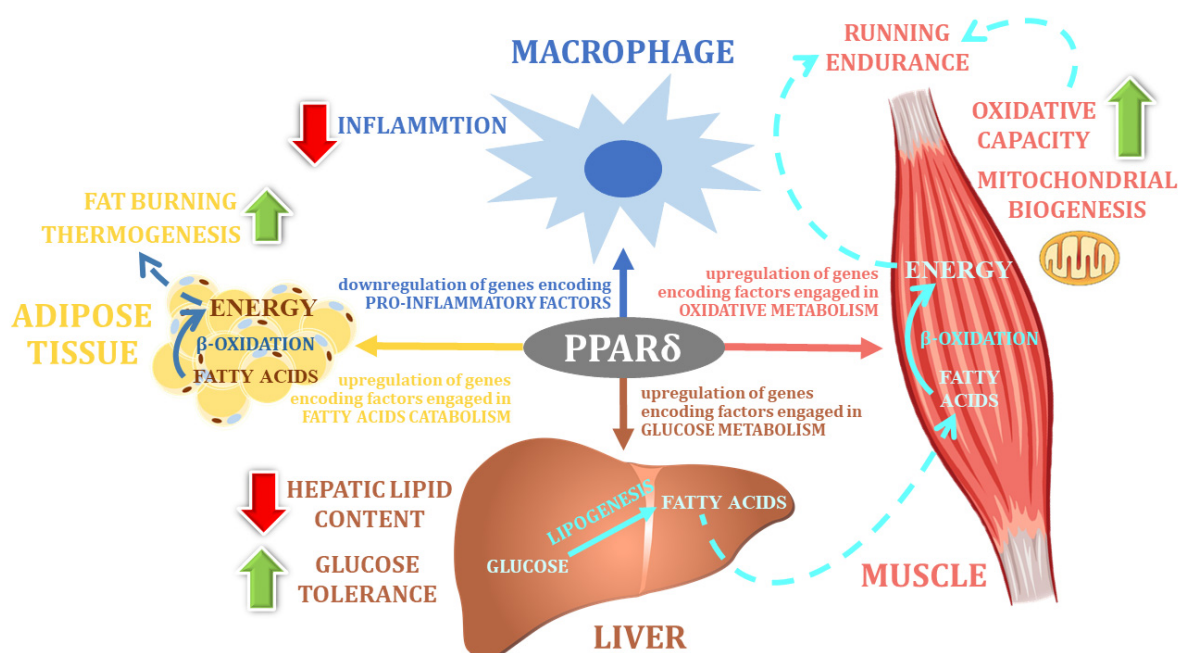 MACROPHAGE
INFLAMMTION
RUNNING
ENDURANCE
OXIDATIVE
CAPACITY
MITOCHONDRIAL
BIOGENESIS
FAT BURNING
THERMOGENESIS
ADIPOSE
TISSUE
ENERGY
β-OXIDATION
FATTY ACIDS
downregulation of genes encoding
PRO-INFLAMMATORY FACTORS
upregulation of genes
encoding factors engaged in
OXIDATIVE METABOLISM
PPARδ
upregulation of genes
encoding factors engaged in
FATTY ACIDS CATABOLISM
upregulation of genes
encoding factors engaged in
GLUCOSE METABOLISM
ENERGY
β-OXIDATION
FATTY
ACIDS
MUSCLE
HEPATIC LIPID
CONTENT
GLUCOSE
TOLERANCE
GLUCOSE
LIPOGENESIS
FATTY ACIDS
LIVER